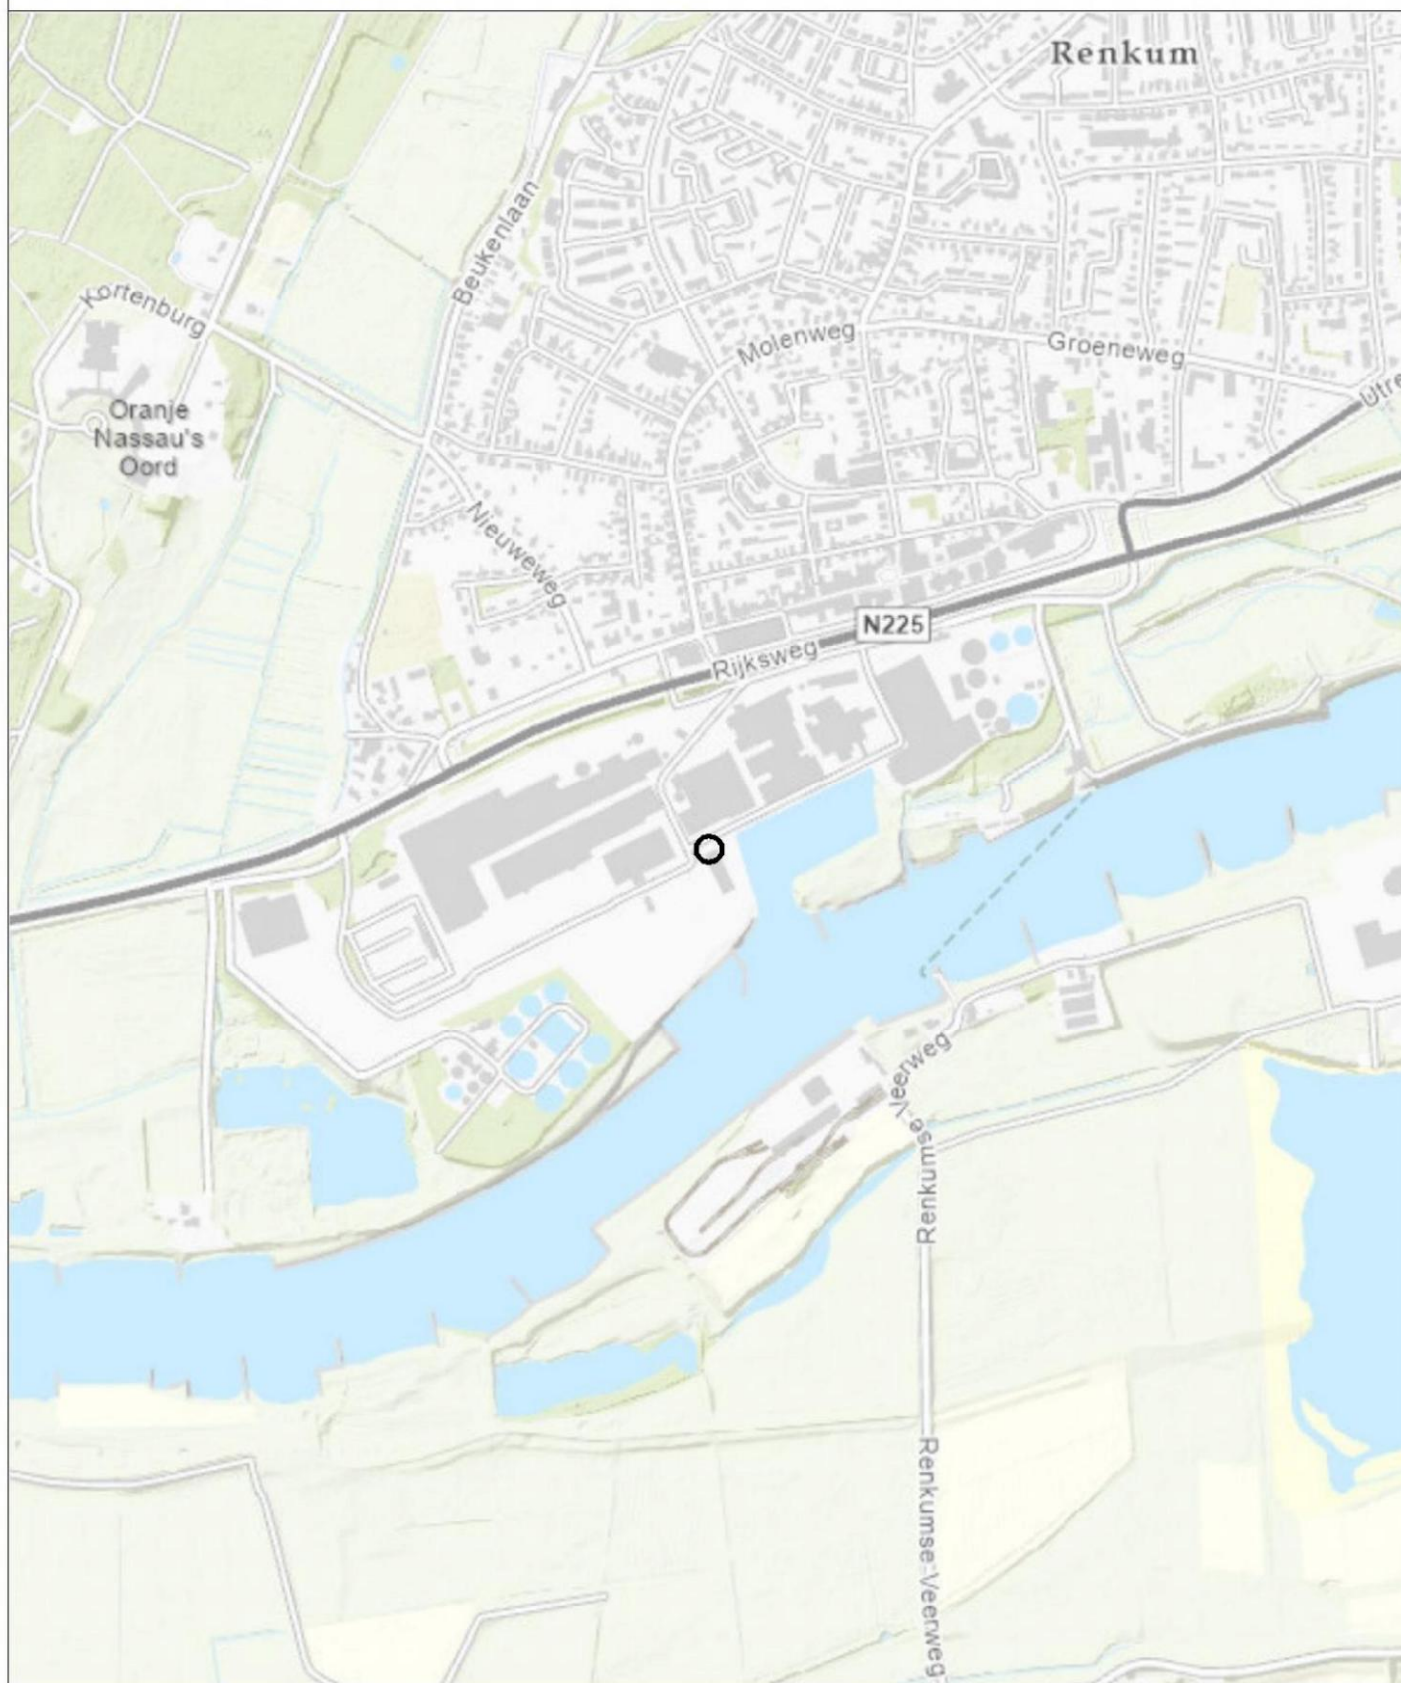 Renkum
Beukenlaan
Kortenburg
Molenweg
Groeneweg
Utre
Oranje
Nassau's
Oord
Nieuweweg
N225
Rijksweg
Renkumse-Veerweg
Renkumse-Veerweg